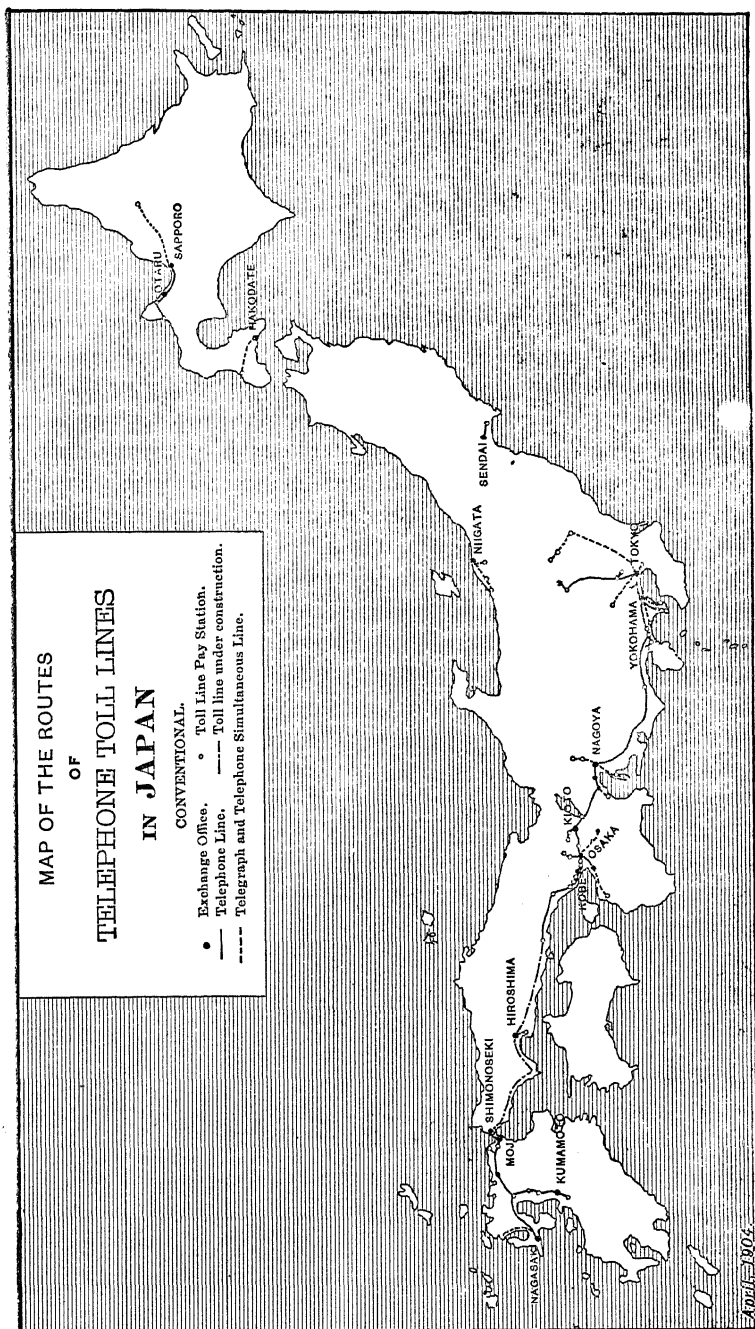 MAP OF THE ROUTES
OF
TELEPHONE TOLL LINES
IN JAPAN
CONVENTIONAL.
● Exchange Office. ○ Toll Line Pay Station.
—— Telephone Line. –·–·– Toll line under construction.
---- Telegraph and Telephone Simultaneous Line.
OTARU
SAPPORO
HAKODATE
SENDAI
NIIGATA
TOKYO
YOKOHAMA
NAGOYA
KIOTO
OSAKA
KOBE
HIROSHIMA
SHIMONOSEKI
MOJI
KUMAMOTO
NAGASAKI